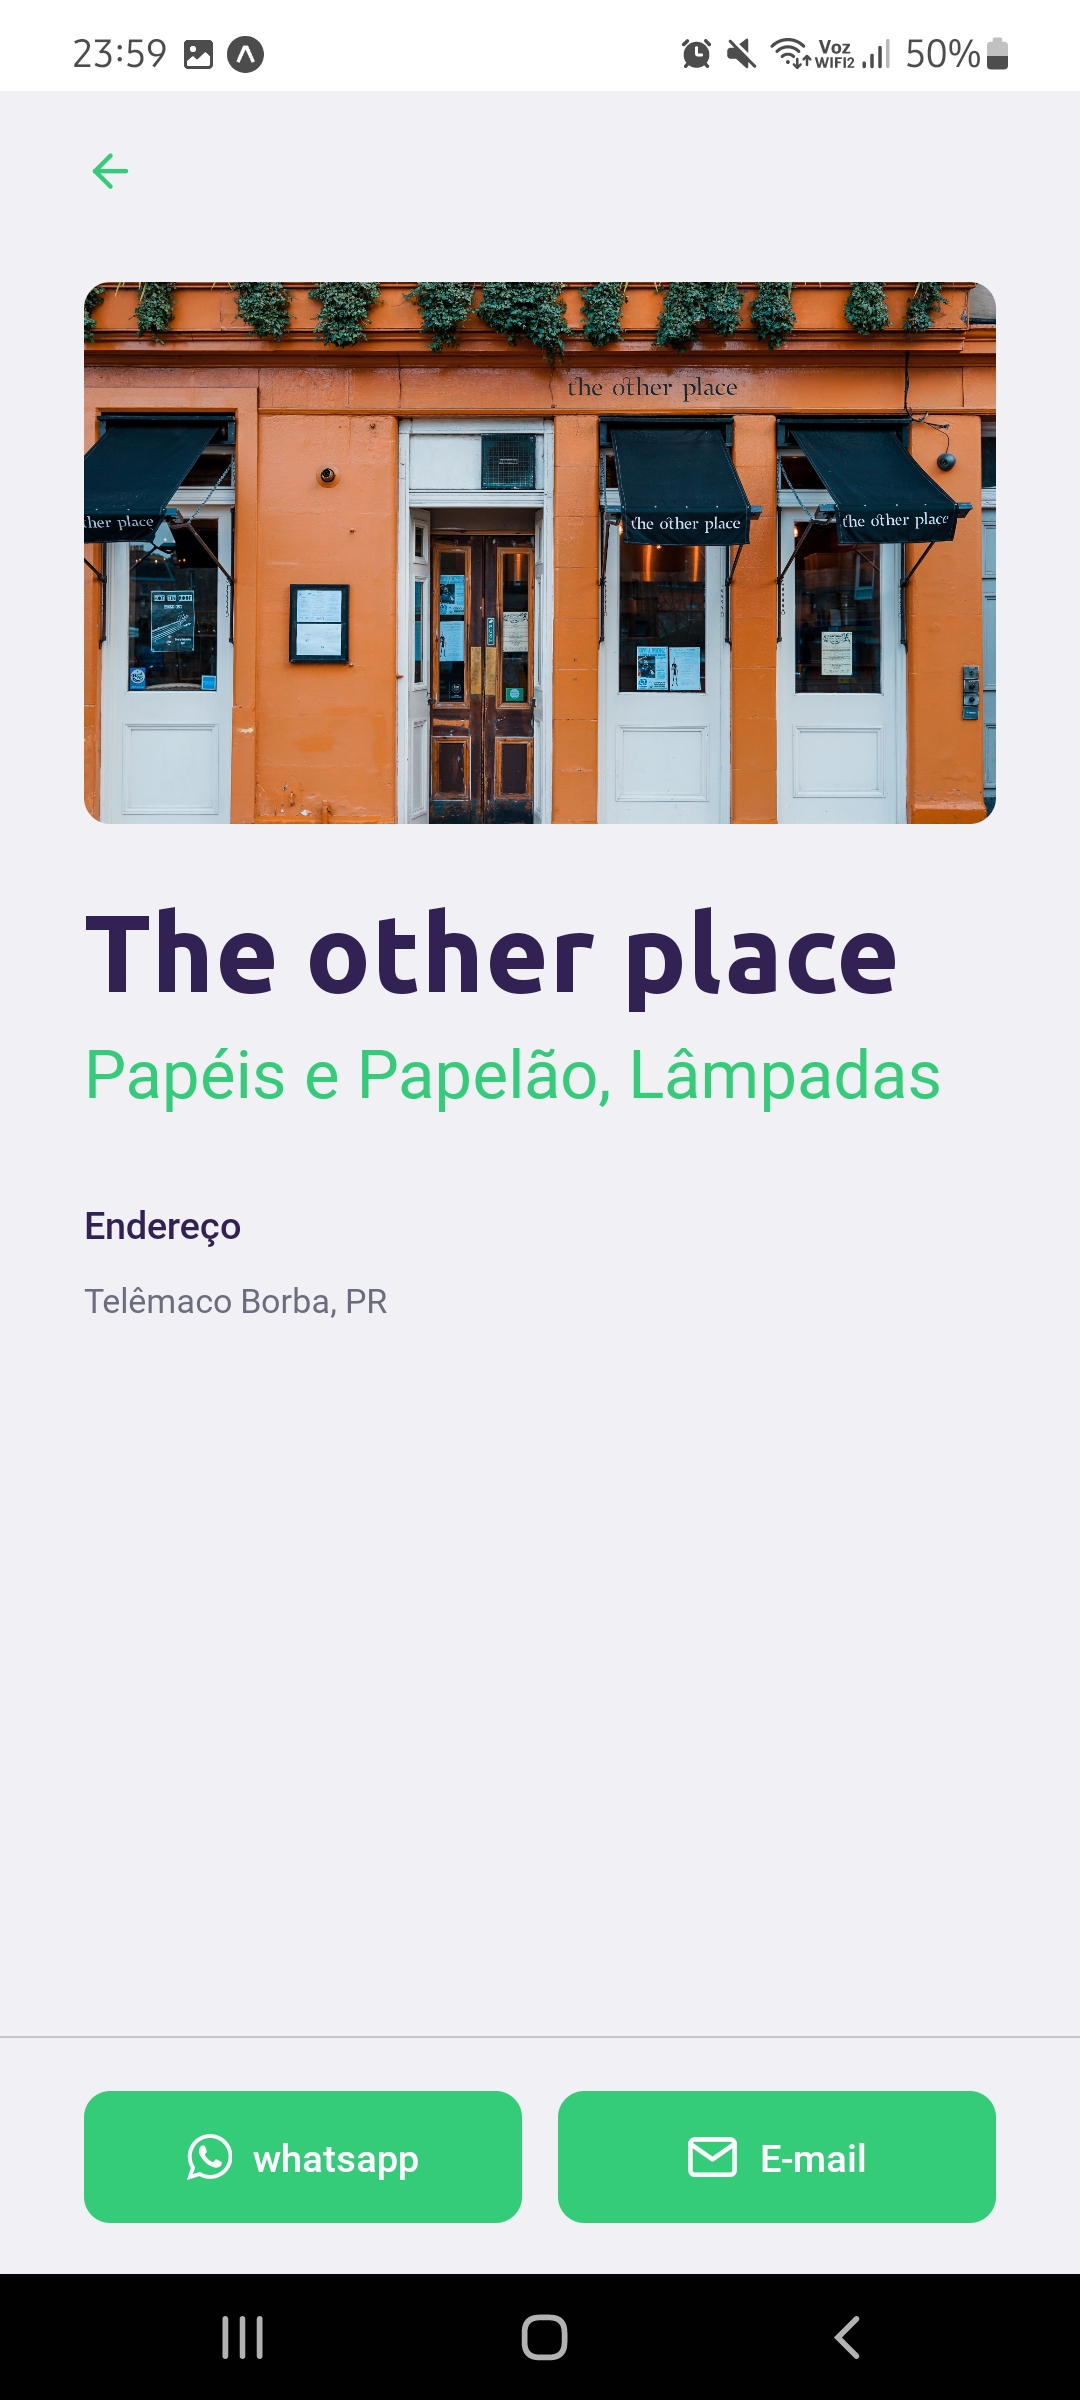 23:59
Voz
WIFI2
50%
the other place
ther place
the other place
the other place
The other place
Papéis e Papelão, Lâmpadas
Endereço
Telêmaco Borba, PR
whatsapp
E-mail